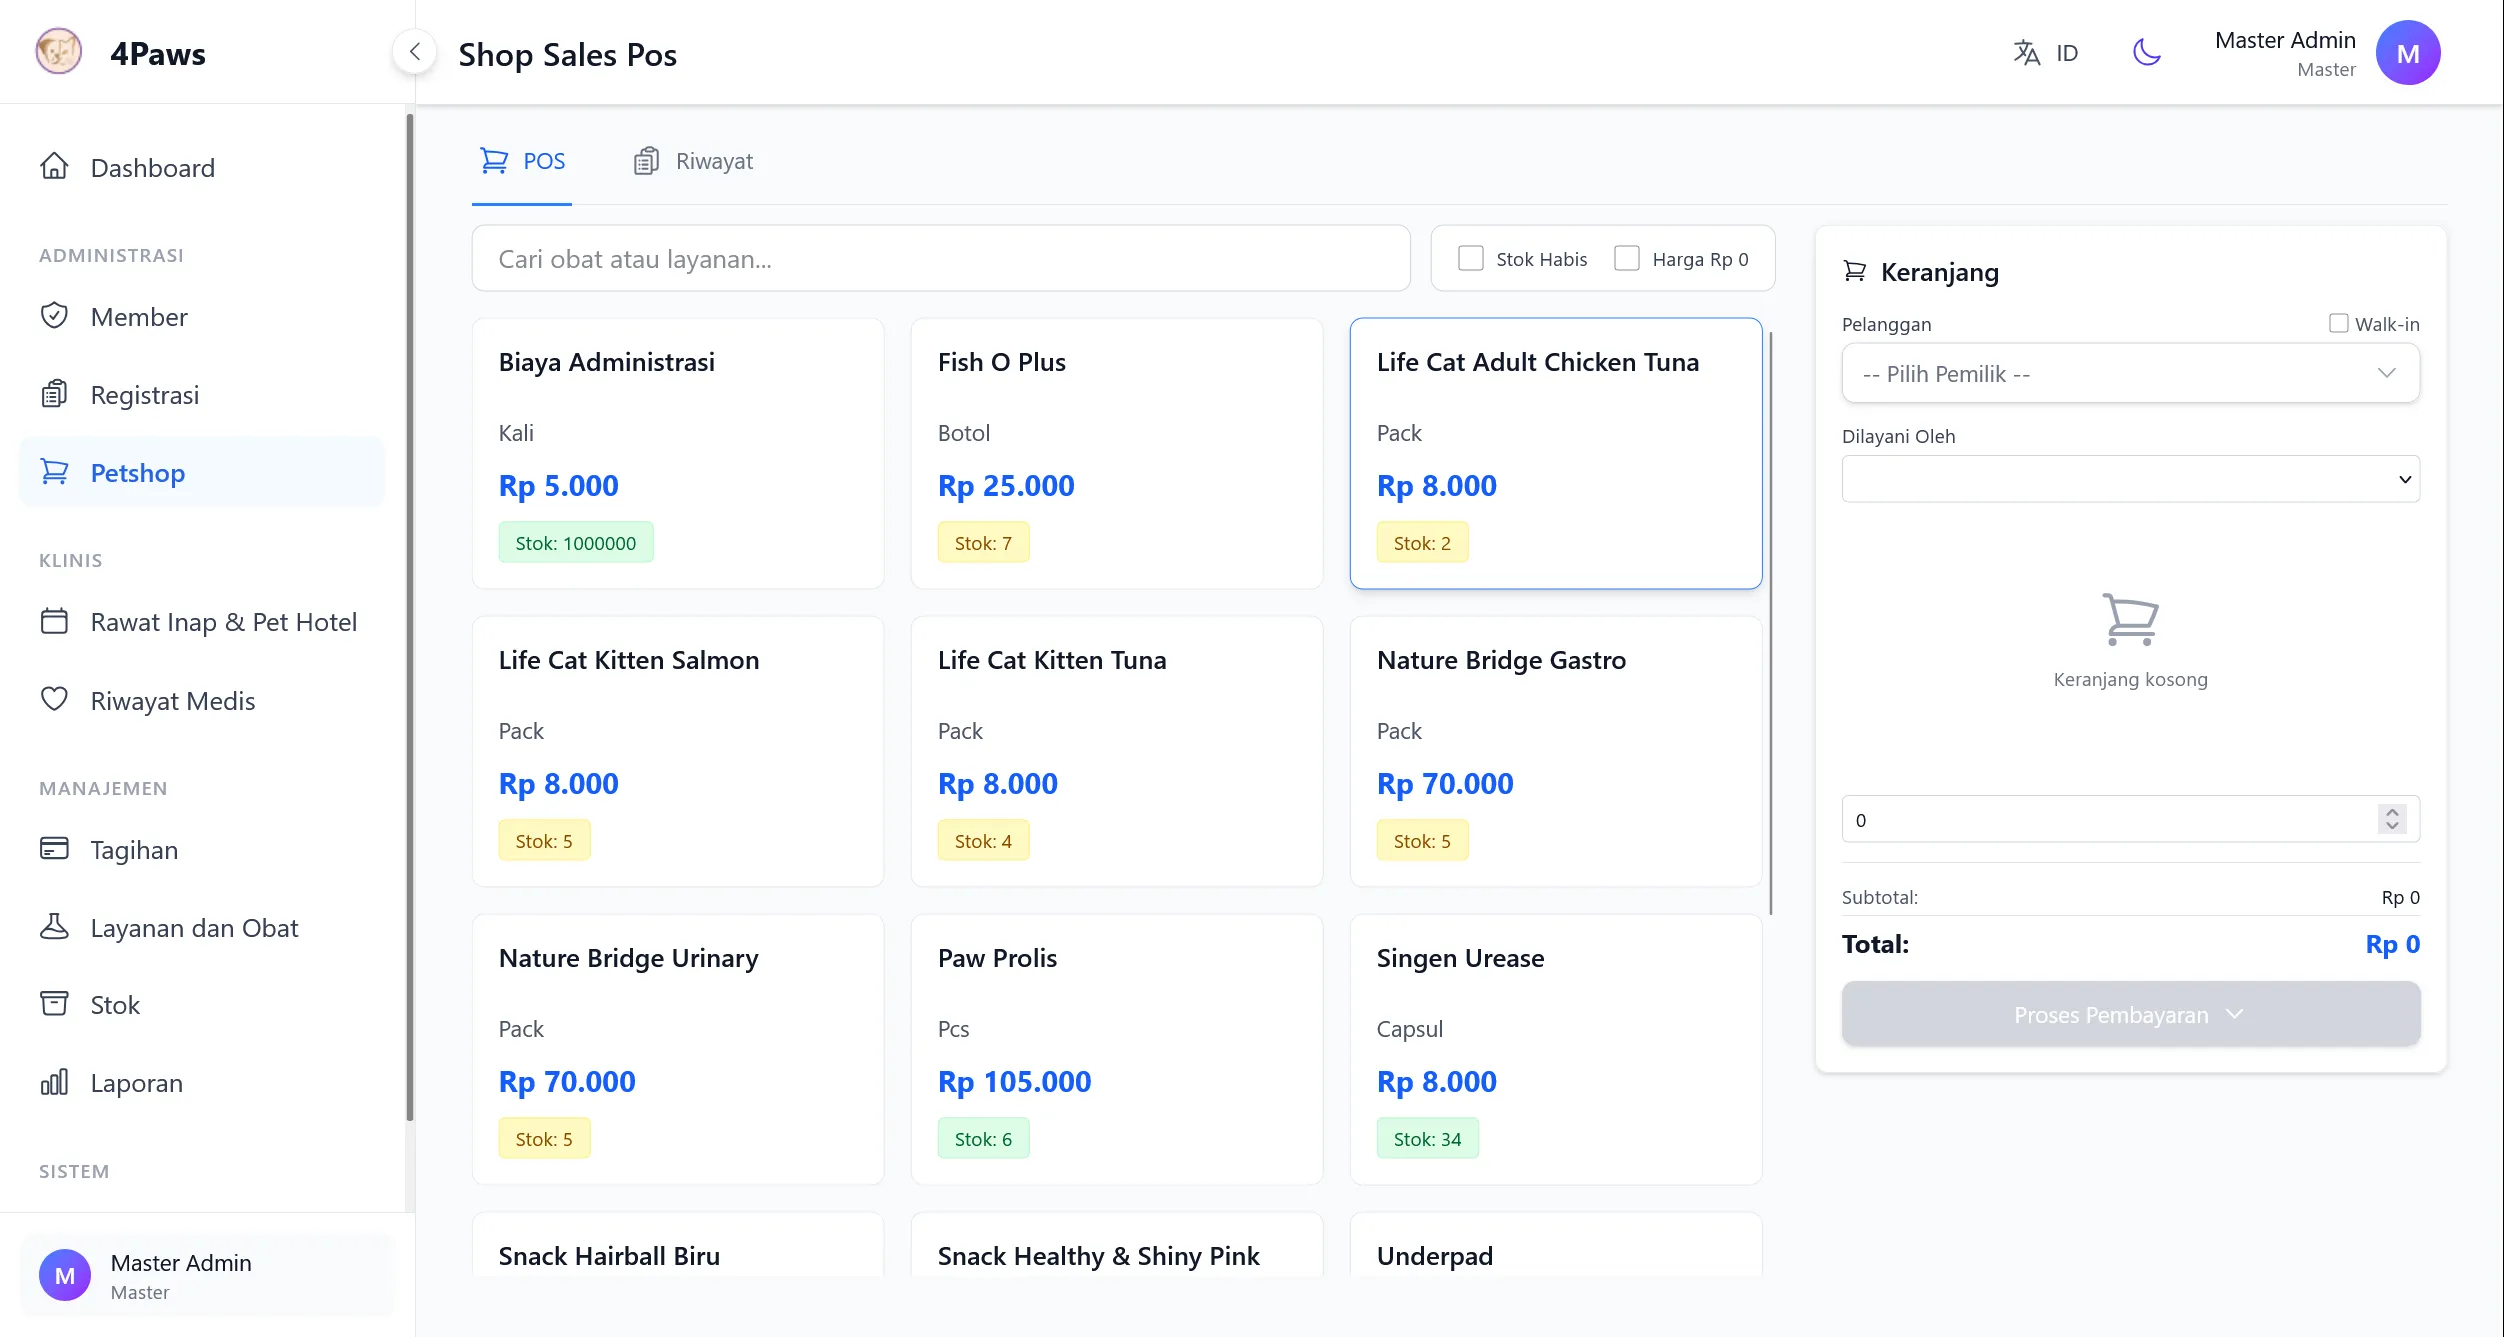 4Paws
Shop Sales Pos
ID
Master Admin
Master
M
Dashboard
ADMINISTRASI
Member
Registrasi
Petshop
KLINIS
Rawat Inap & Pet Hotel
Riwayat Medis
MANAJEMEN
Tagihan
Layanan dan Obat
Stok
Laporan
SISTEM
M
Master Admin
Master
POS
Riwayat
Cari obat atau layanan...
Stok Habis
Harga Rp 0
Biaya Administrasi
Kali
Rp 5.000
Stok: 1000000
Fish O Plus
Botol
Rp 25.000
Stok: 7
Life Cat Adult Chicken Tuna
Pack
Rp 8.000
Stok: 2
Life Cat Kitten Salmon
Pack
Rp 8.000
Stok: 5
Life Cat Kitten Tuna
Pack
Rp 8.000
Stok: 4
Nature Bridge Gastro
Pack
Rp 70.000
Stok: 5
Nature Bridge Urinary
Pack
Rp 70.000
Stok: 5
Paw Prolis
Pcs
Rp 105.000
Stok: 6
Singen Urease
Capsul
Rp 8.000
Stok: 34
Snack Hairball Biru
Snack Healthy & Shiny Pink
Underpad
Keranjang
Pelanggan
Walk-in
-- Pilih Pemilik --
Dilayani Oleh
Keranjang kosong
0
Subtotal: Rp 0
Total: Rp 0
Proses Pembayaran